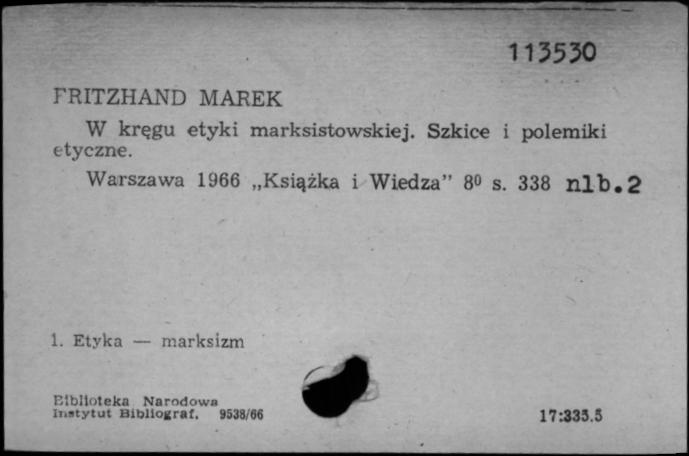 113530
FRITZHAND MAREK
W kręgu etyki marksistowskiej. Szkice i polemiki
etyczne.
Warszawa 1966 „Książka i Wiedza” 8⁰ s. 338 nlb.2
1. Etyka — marksizm
Biblioteka Narodowa
Instytut Bibliograf. 9538/66
17:335.5